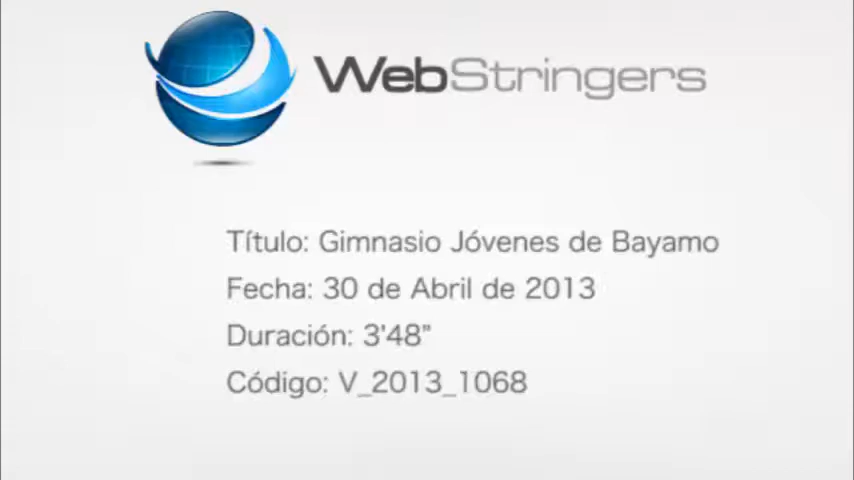 WebStringers
Título: Gimnasio Jóvenes de Bayamo
Fecha: 30 de Abril de 2013
Duración: 3'48"
Código: V_2013_1068